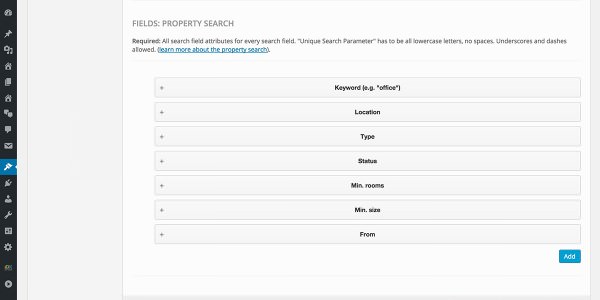 FIELDS: PROPERTY SEARCH
Required: All search field attributes for every search field. "Unique Search Parameter" has to be all lowercase letters, no spaces. Underscores and dashes
allowed. (learn more about the property search).
+ Keyword (e.g. "office")
+ Location
+ Type
+ Status
+ Min. rooms
+ Min. size
+ From
Add